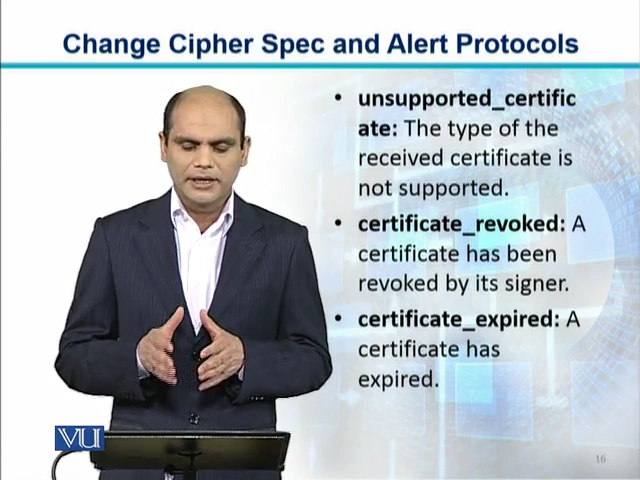 Change Cipher Spec and Alert Protocols
• unsupported_certific
ate: The type of the
received certificate is
not supported.
• certificate_revoked: A
certificate has been
revoked by its signer.
• certificate_expired: A
certificate has
expired.
VU
16